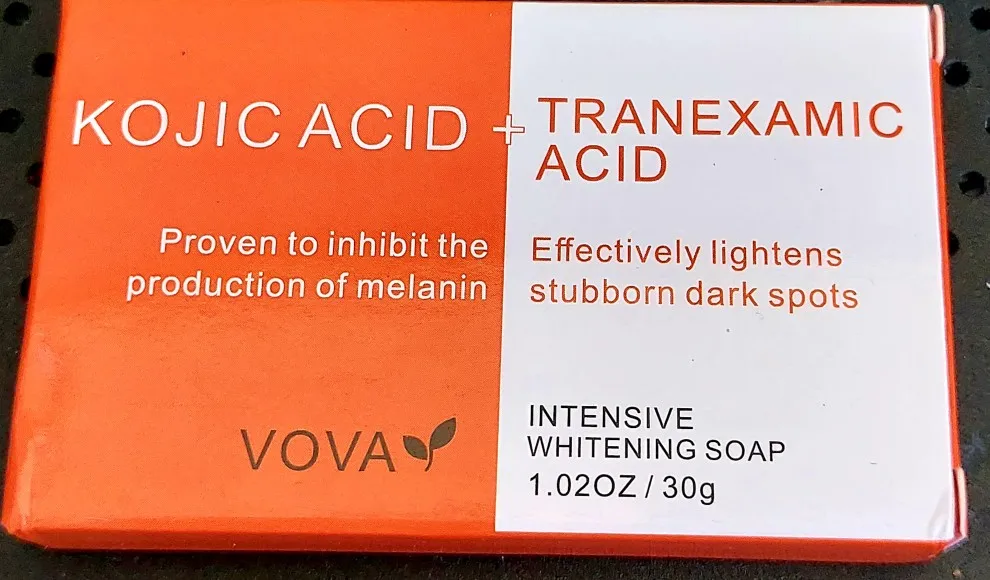 KOJIC ACID +
TRANEXAMIC
ACID
Proven to inhibit the
production of melanin
Effectively lightens
stubborn dark spots
VOVA
INTENSIVE
WHITENING SOAP
1.02OZ / 30g